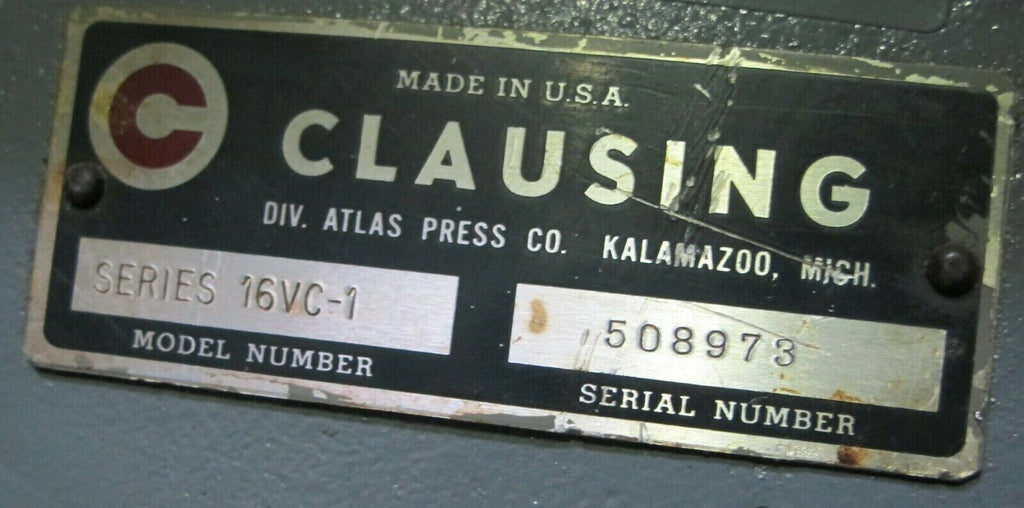 MADE IN U.S.A.
CLAUSING
DIV. ATLAS PRESS CO. KALAMAZOO, MICH.
SERIES 16VC-1
MODEL NUMBER
508973
SERIAL NUMBER